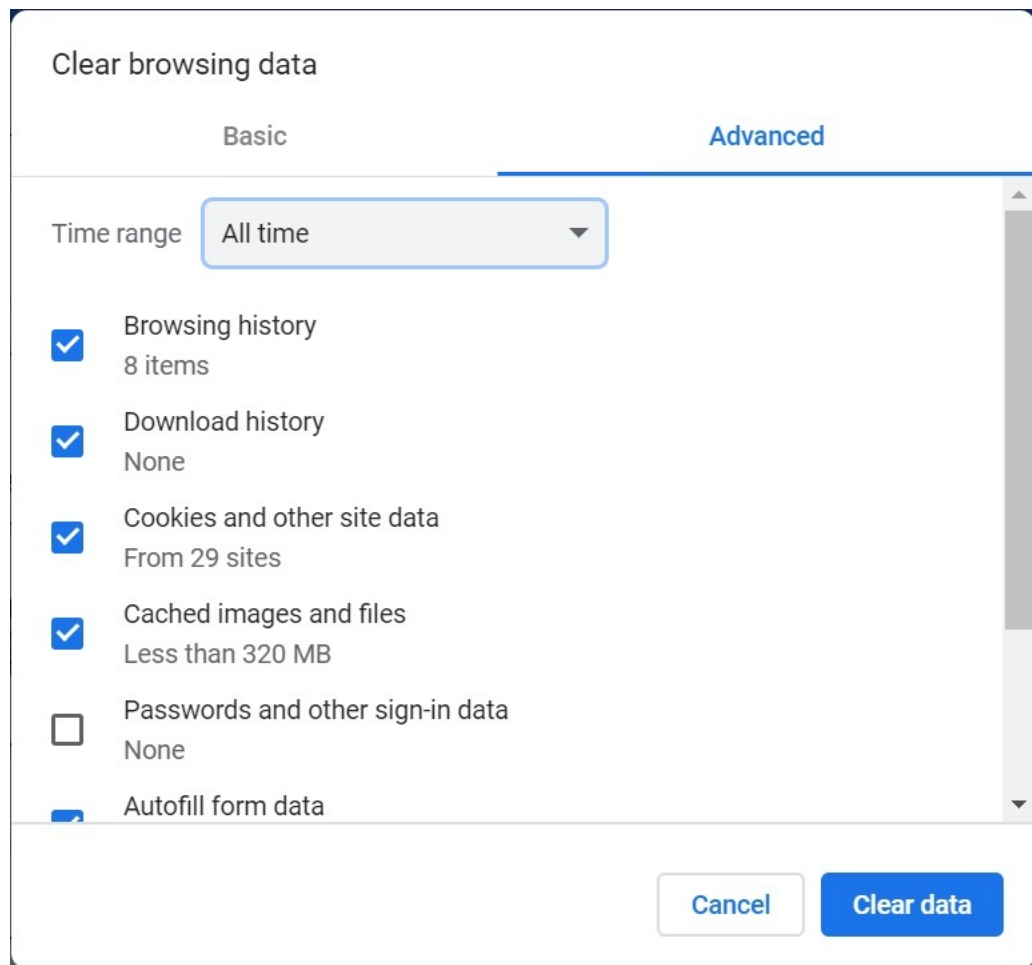 Clear browsing data
Basic
Advanced
Time range
All time
Browsing history
8 items
Download history
None
Cookies and other site data
From 29 sites
Cached images and files
Less than 320 MB
Passwords and other sign-in data
None
Autofill form data
Cancel
Clear data